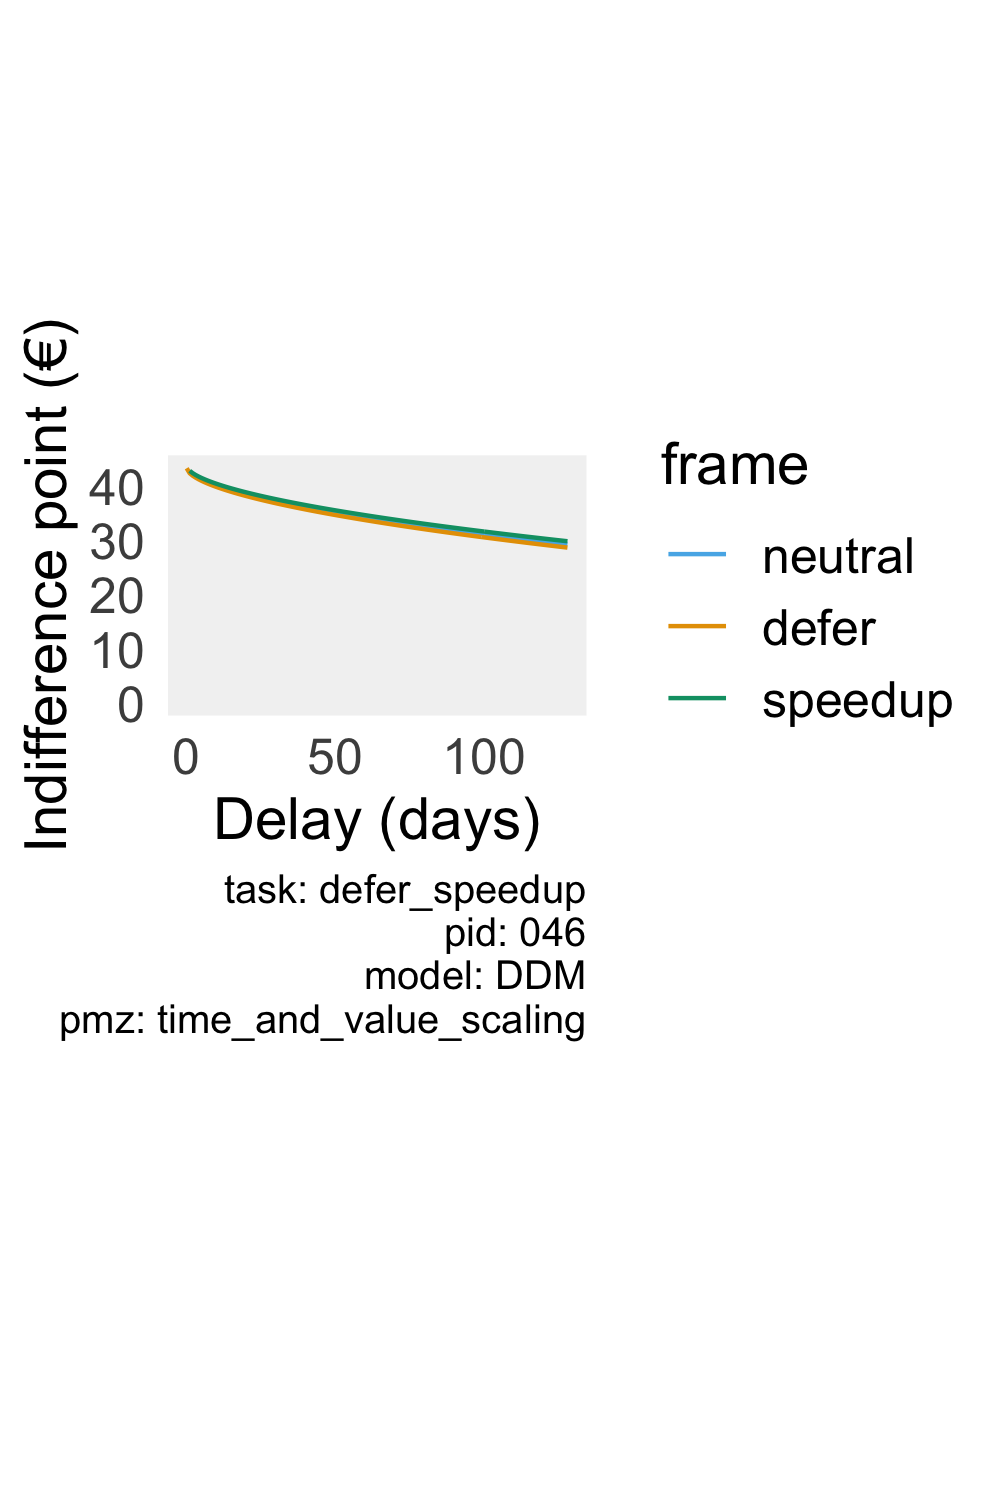 Indifference point (€)
40
30
20
10
0
0 50 100
Delay (days)
frame
neutral
defer
speedup
task: defer_speedup
pid: 046
model: DDM
pmz: time_and_value_scaling